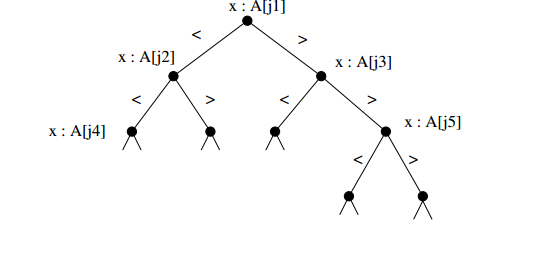 x : A[j1]
< >
x : A[j2] x : A[j3]
< > < >
x : A[j4] x : A[j5]
< >